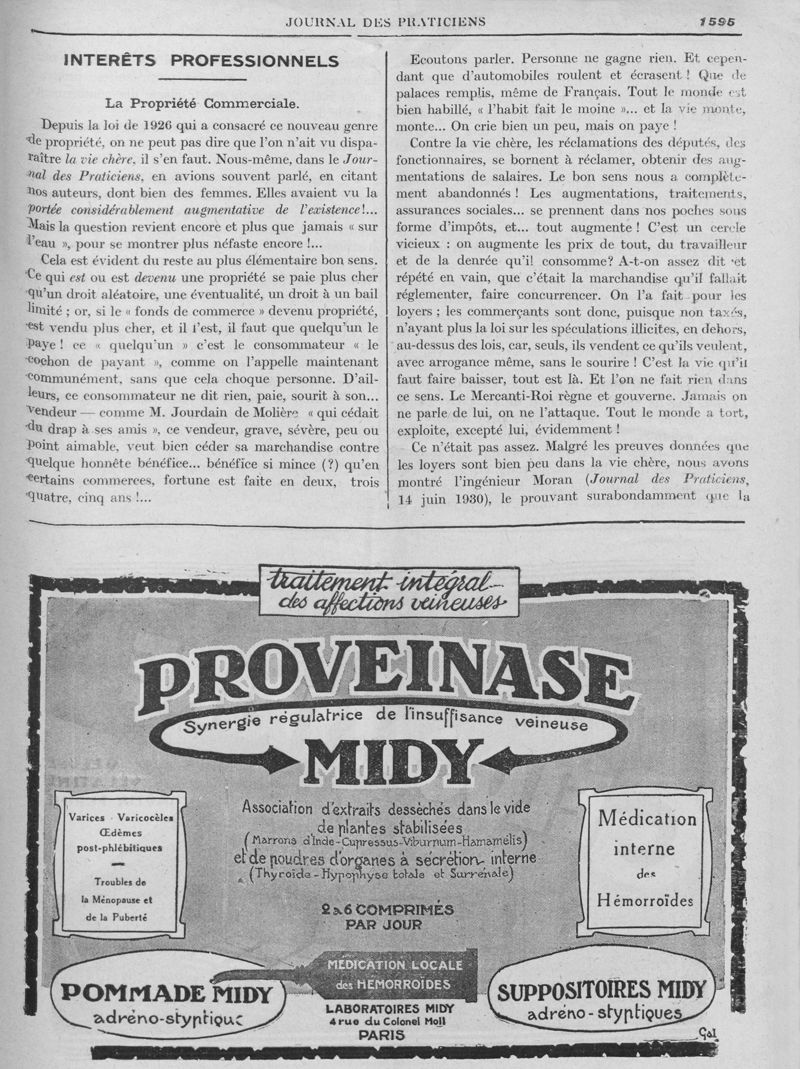 JOURNAL DES PRATICIENS
1595
INTERÊTS PROFESSIONNELS
La Propriété Commerciale.
Depuis la loi de 1926 qui a consacré ce nouveau genre
de propriété, on ne peut pas dire que l'on n'ait vu dispa-
raître la vie chère, il s'en faut. Nous-même, dans le Jour-
nal des Praticiens, en avions souvent parlé, en citant
nos auteurs, dont bien des femmes. Elles avaient vu la
portée considérablement augmentative de l'existence!...
Mais la question revient encore et plus que jamais « sur
l'eau », pour se montrer plus néfaste encore !...
Cela est évident du reste au plus élémentaire bon sens.
Ce qui est ou est devenu une propriété se paie plus cher
qu'un droit aléatoire, une éventualité, un droit à un bail
limité ; or, si le « fonds de commerce » devenu propriété,
est vendu plus cher, et il l'est, il faut que quelqu'un le
paye ! ce « quelqu'un » c'est le consommateur « le
cochon de payant », comme on l'appelle maintenant
communément, sans que cela choque personne. D'ail-
leurs, ce consommateur ne dit rien, paie, sourit à son...
vendeur — comme M. Jourdain de Molière « qui cédait
du drap à ses amis », ce vendeur, grave, sévère, peu ou
point aimable, veut bien céder sa marchandise contre
quelque honnête bénéfice... bénéfice si mince (?) qu'en
certains commerces, fortune est faite en deux, trois
quatre, cinq ans !...
Ecoutons parler. Personne ne gagne rien. Et cepen-
dant que d'automobiles roulent et écrasent ! Que de
palaces remplis, même de Français. Tout le monde est
bien habillé, « l'habit fait le moine »... et la vie monte,
monte... On crie bien un peu, mais on paye !
Contre la vie chère, les réclamations des députés, des
fonctionnaires, se bornent à réclamer, obtenir des aug-
mentations de salaires. Le bon sens nous a complète-
ment abandonnés ! Les augmentations, traitements,
assurances sociales... se prennent dans nos poches sous
forme d'impôts, et... tout augmente ! C'est un cercle
vicieux : on augmente les prix de tout, du travailleur
et de la denrée qu'il consomme? A-t-on assez dit et
répété en vain, que c'était la marchandise qu'il fallait
réglementer, faire concurrencer. On l'a fait pour les
loyers ; les commerçants sont donc, puisque non taxés,
n'ayant plus la loi sur les spéculations illicites, en dehors,
au-dessus des lois, car, seuls, ils vendent ce qu'ils veulent,
avec arrogance même, sans le sourire ! C'est la vie qu'il
faut faire baisser, tout est là. Et l'on ne fait rien dans
ce sens. Le Mercanti-Roi règne et gouverne. Jamais on
ne parle de lui, on ne l'attaque. Tout le monde a tort,
exploite, excepté lui, évidemment !
Ce n'était pas assez. Malgré les preuves données que
les loyers sont bien peu dans la vie chère, nous avons
montré l'ingénieur Moran (Journal des Praticiens,
14 juin 1930), le prouvant surabondamment que la
traitement intégral
des affections veineuses
PROVEINASE
Synergie régulatrice de l'insuffisance veineuse
MIDY
Varices - Varicocèles
Œdèmes
post-phlébitiques
Troubles de
la Ménopause et
de la Puberté
Association d'extraits desséchés dans le vide
de plantes stabilisées
(Marrons d'Inde-Cupressus-Viburnum-Hamamélis)
et de poudres d'organes à sécrétion interne
(Thyroïde-Hypophyse totale et Surrénale)
2 à 6 COMPRIMÉS
PAR JOUR
Médication
interne
des
Hémorroïdes
POMMADE MIDY
adréno-styptique
MÉDICATION LOCALE
des HÉMORROÏDES
LABORATOIRES MIDY
4 rue du Colonel Moll
PARIS
SUPPOSITOIRES MIDY
adréno-styptiques
Gal